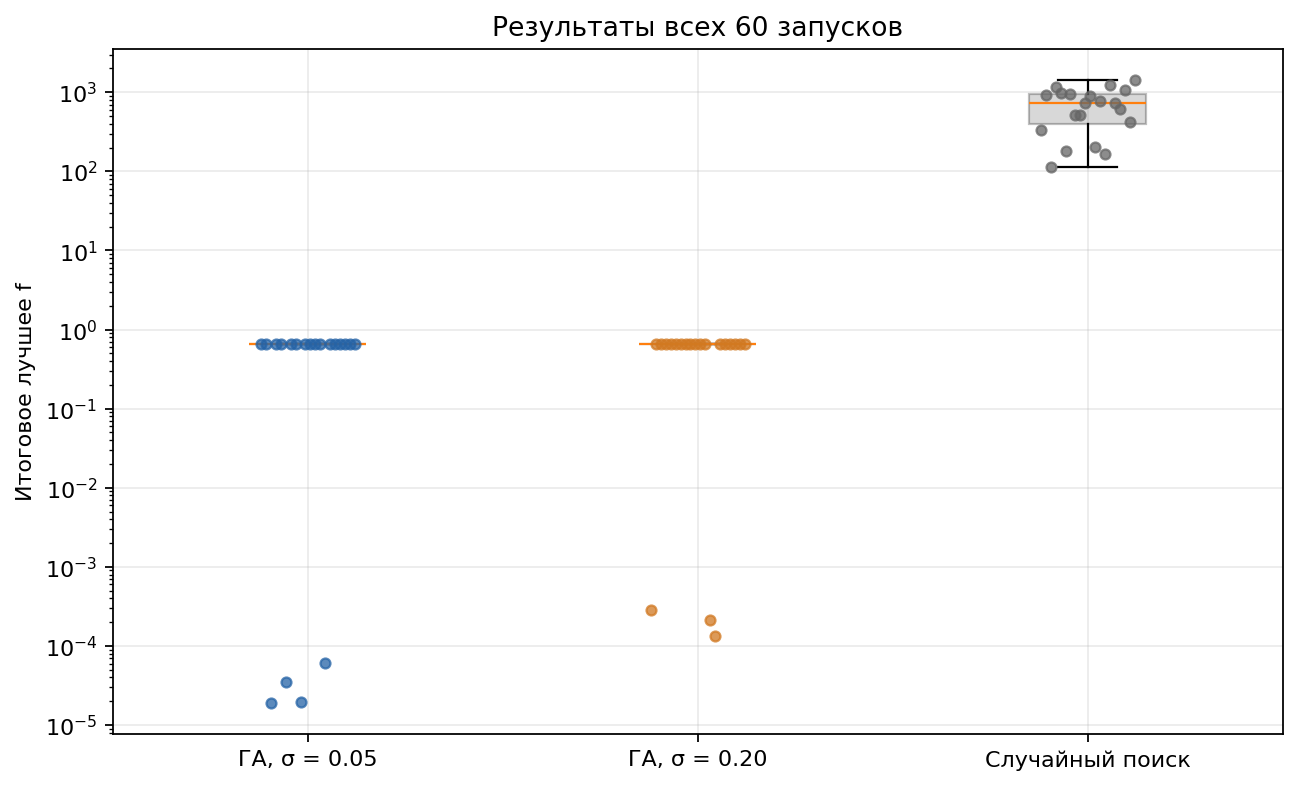 Результаты всех 60 запусков
Итоговое лучшее f
10³
10²
10¹
10⁰
10⁻¹
10⁻²
10⁻³
10⁻⁴
10⁻⁵
ГА, σ = 0.05
ГА, σ = 0.20
Случайный поиск